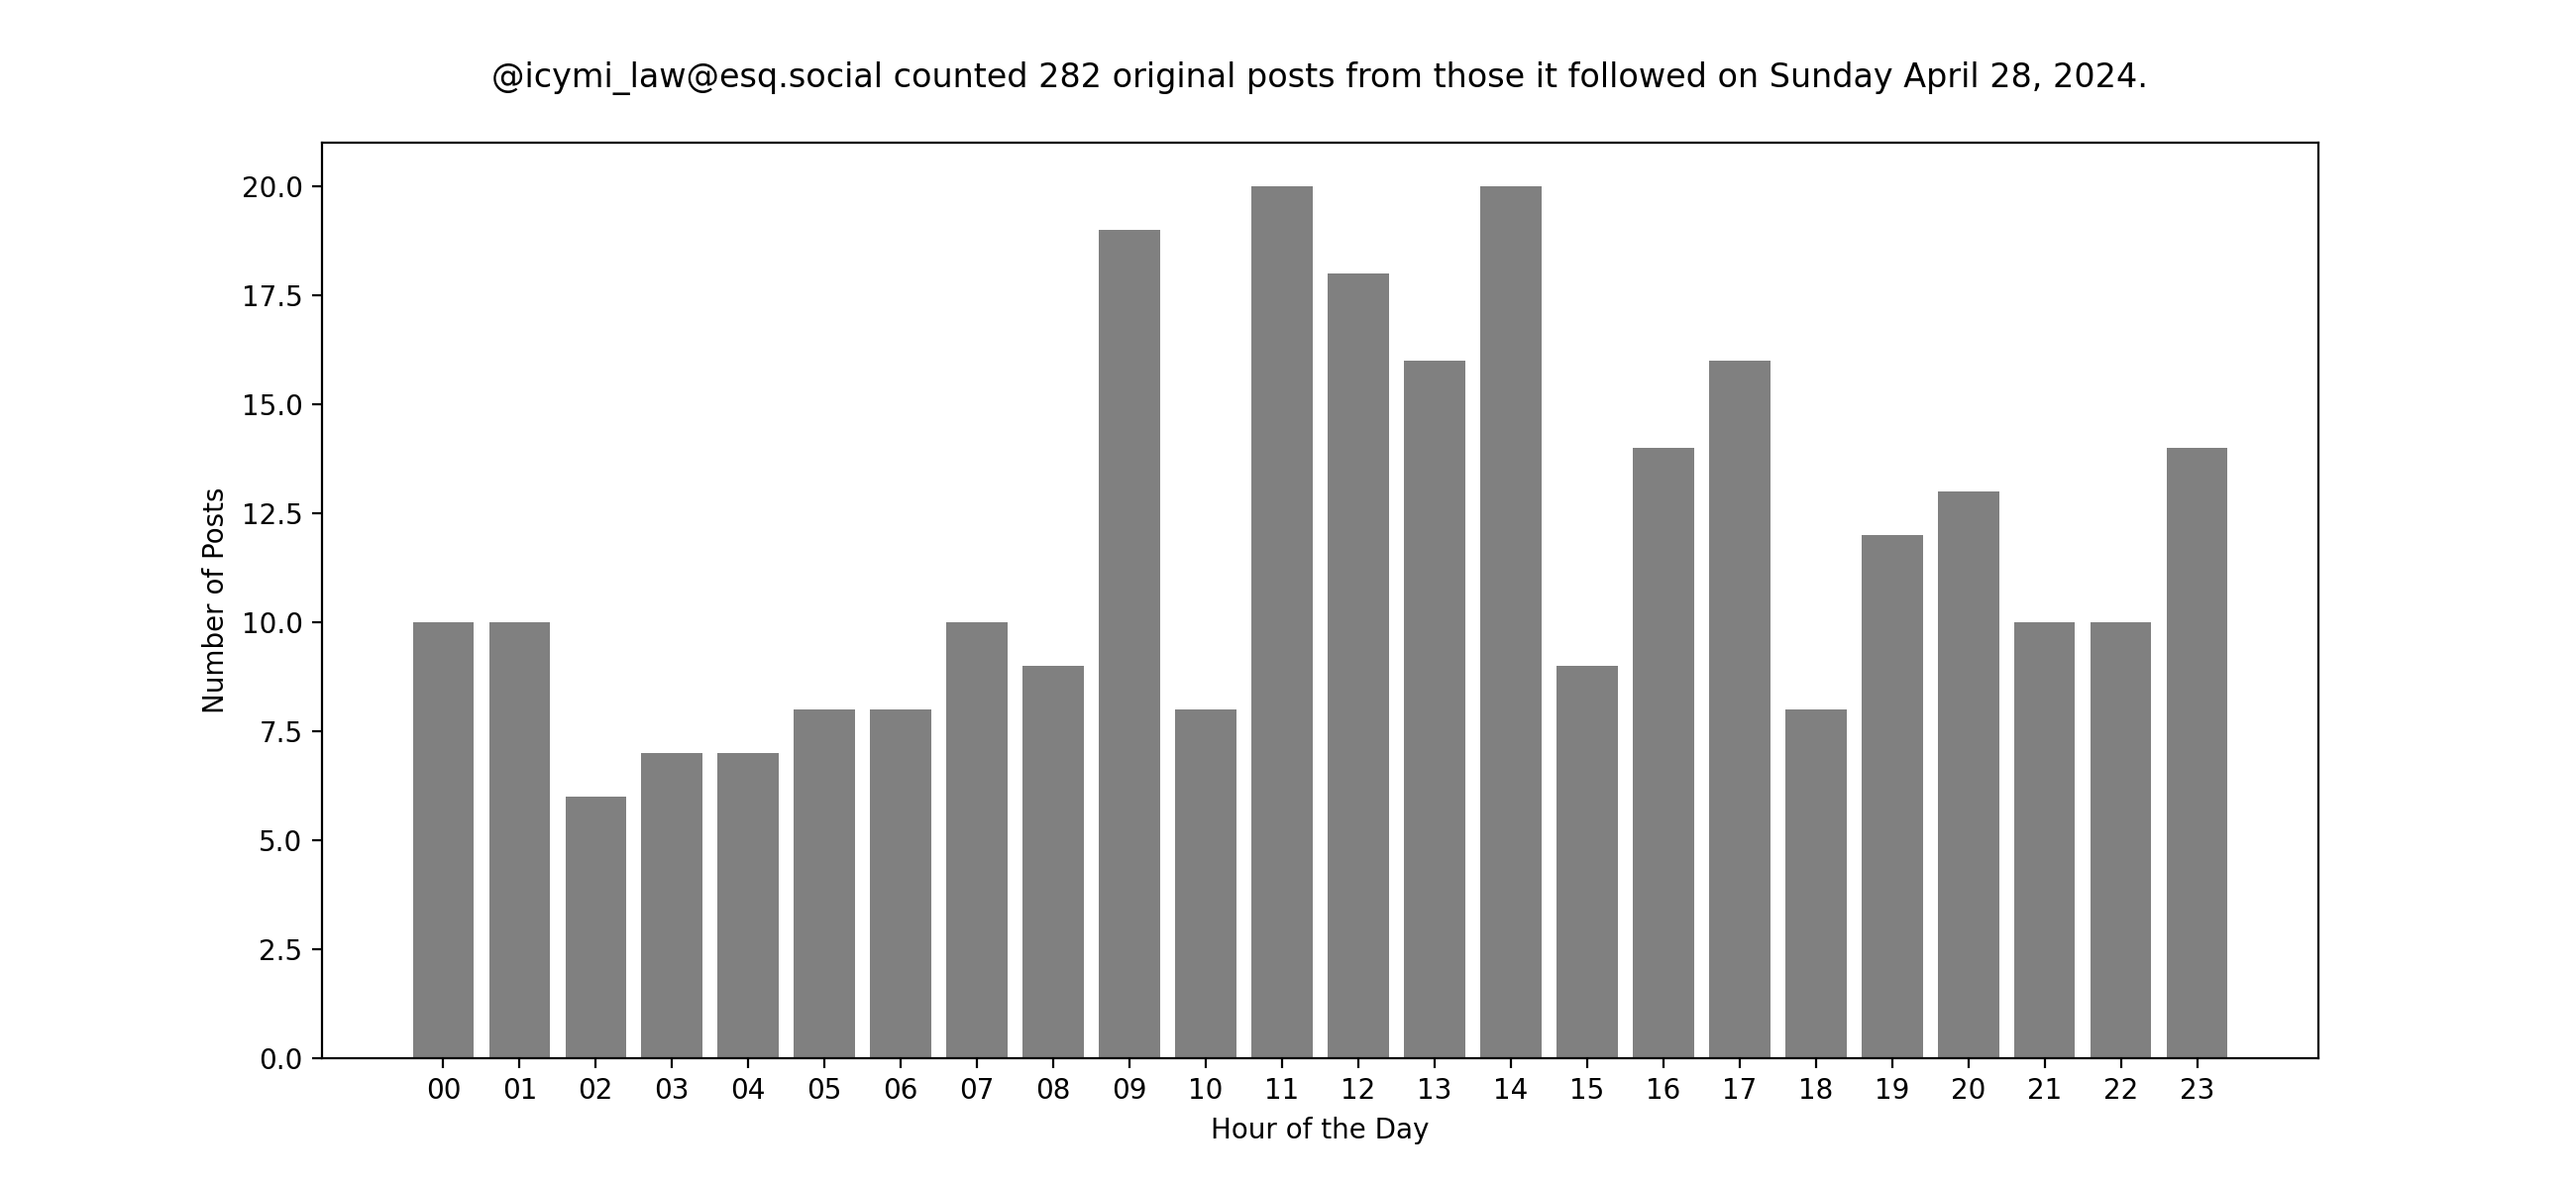 @icymi_law@esq.social counted 282 original posts from those it followed on Sunday April 28, 2024.
20.0
17.5
15.0
12.5
10.0
7.5
5.0
2.5
0.0
Number of Posts
00 01 02 03 04 05 06 07 08 09 10 11 12 13 14 15 16 17 18 19 20 21 22 23
Hour of the Day